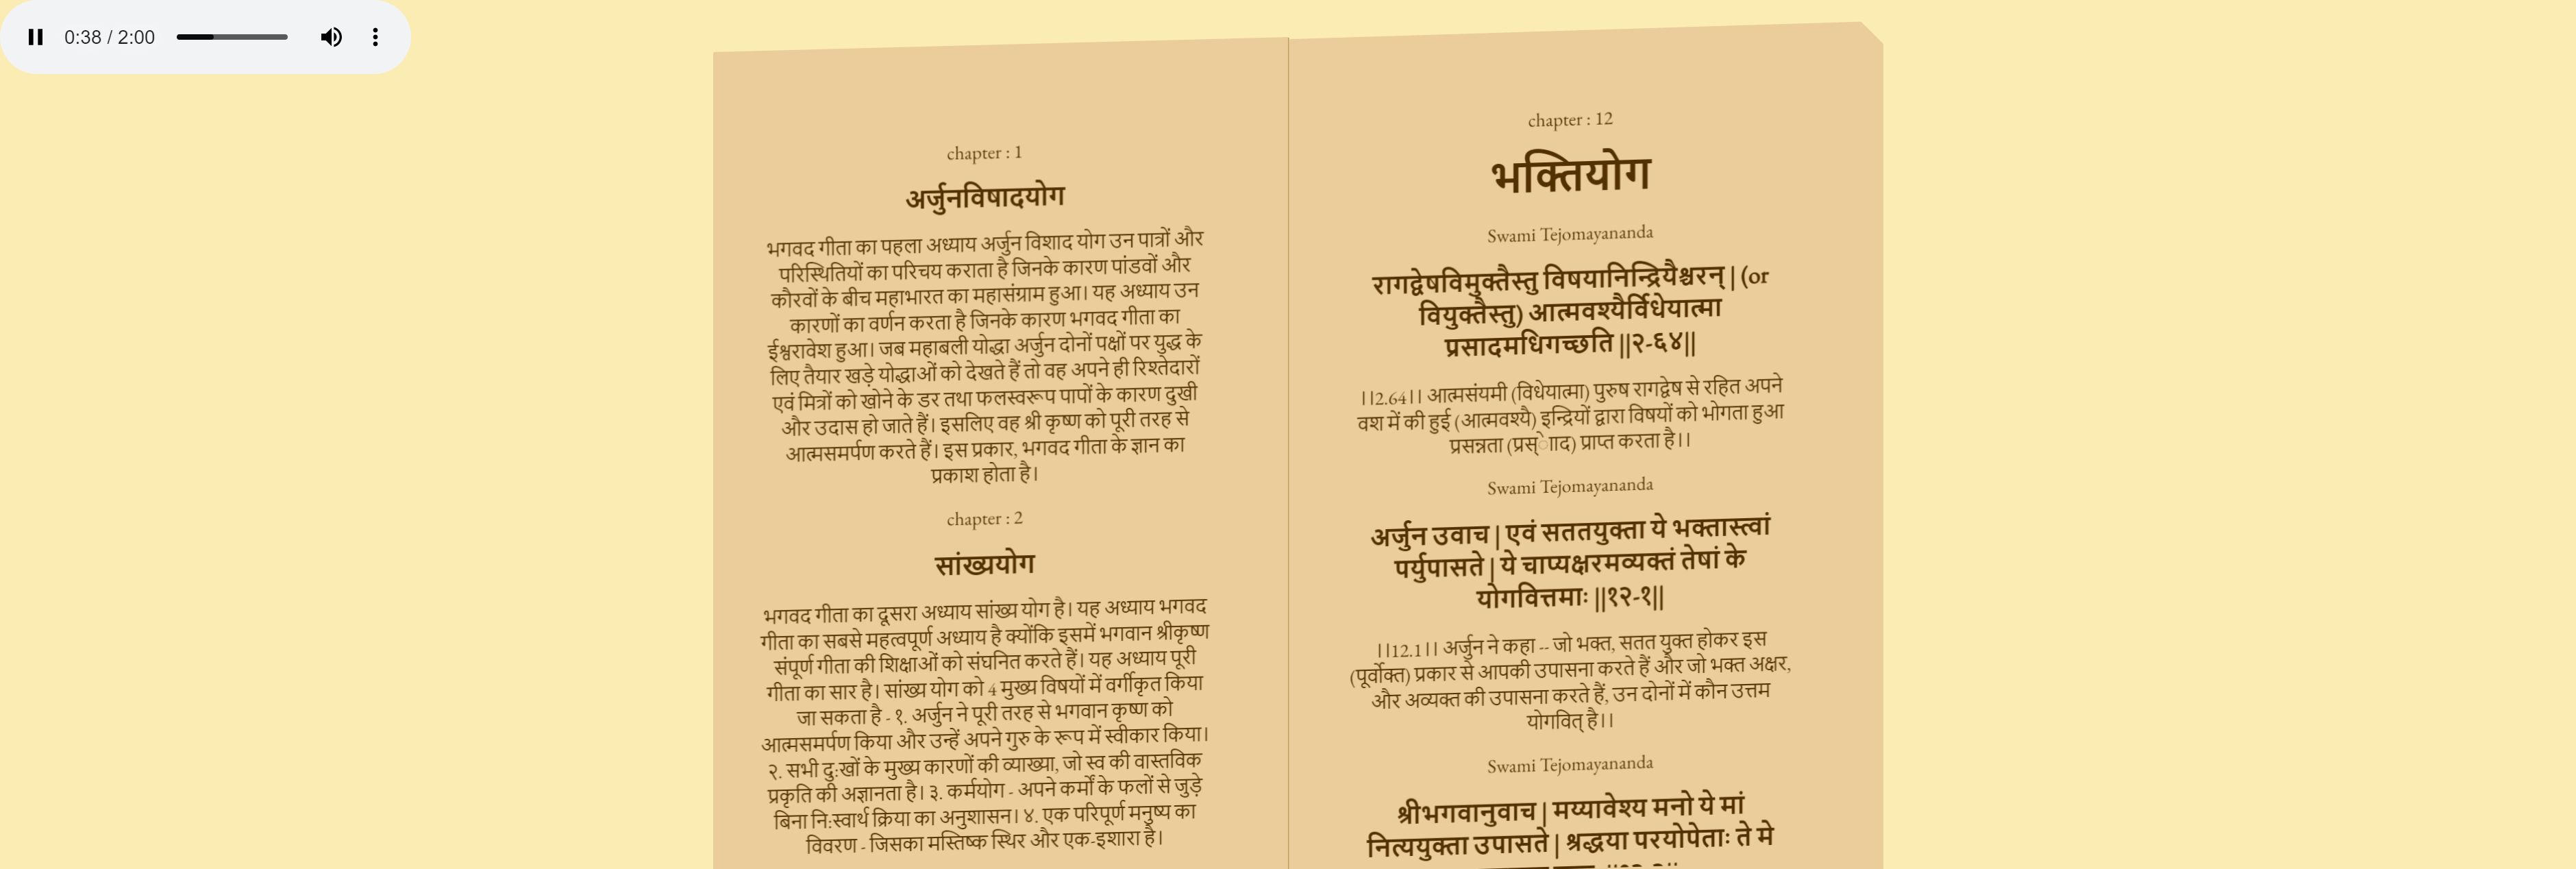 0:38 / 2:00
chapter : 1
अर्जुनविषादयोग
भगवद गीता का पहला अध्याय अर्जुन विशाद योग उन पात्रों और
परिस्थितियों का परिचय कराता है जिनके कारण पांडवों और
कौरवों के बीच महाभारत का महासंग्राम हुआ। यह अध्याय उन
कारणों का वर्णन करता है जिनके कारण भगवद गीता का
ईश्वरावेश हुआ। जब महाबली योद्धा अर्जुन दोनों पक्षों पर युद्ध के
लिए तैयार खड़े योद्धाओं को देखते हैं तो वह अपने ही रिश्तेदारों
एवं मित्रों को खोने के डर तथा फलस्वरूप पापों के कारण दुखी
और उदास हो जाते हैं। इसलिए वह श्री कृष्ण को पूरी तरह से
आत्मसमर्पण करते हैं। इस प्रकार, भगवद गीता के ज्ञान का
प्रकाश होता है।
chapter : 2
सांख्ययोग
भगवद गीता का दूसरा अध्याय सांख्य योग है। यह अध्याय भगवद
गीता का सबसे महत्वपूर्ण अध्याय है क्योंकि इसमें भगवान श्रीकृष्ण
संपूर्ण गीता की शिक्षाओं को संघनित करते हैं। यह अध्याय पूरी
गीता का सार है। सांख्य योग को 4 मुख्य विषयों में वर्गीकृत किया
जा सकता है - १. अर्जुन ने पूरी तरह से भगवान कृष्ण को
आत्मसमर्पण किया और उन्हें अपने गुरु के रूप में स्वीकार किया।
२. सभी दु:खों के मुख्य कारणों की व्याख्या, जो स्व की वास्तविक
प्रकृति की अज्ञानता है। ३. कर्मयोग - अपने कर्मों के फलों से जुड़े
बिना नि:स्वार्थ क्रिया का अनुशासन। ४. एक परिपूर्ण मनुष्य का
विवरण - जिसका मस्तिष्क स्थिर और एक-इशारा है।
chapter : 12
भक्तियोग
Swami Tejomayananda
रागद्वेषविमुक्तैस्तु विषयानिन्द्रियैश्चरन् | (or
वियुक्तैस्तु) आत्मवश्यैर्विधेयात्मा
प्रसादमधिगच्छति ||२-६४||
।।2.64।। आत्मसंयमी (विधेयात्मा) पुरुष रागद्वेष से रहित अपने
वश में की हुई (आत्मवश्यै) इन्द्रियों द्वारा विषयों को भोगता हुआ
प्रसन्नता (प्रस्ेााद) प्राप्त करता है।।
Swami Tejomayananda
अर्जुन उवाच | एवं सततयुक्ता ये भक्तास्त्वां
पर्युपासते | ये चाप्यक्षरमव्यक्तं तेषां के
योगवित्तमाः ||१२-१||
।।12.1।। अर्जुन ने कहा -- जो भक्त, सतत युक्त होकर इस
(पूर्वोक्त) प्रकार से आपकी उपासना करते हैं और जो भक्त अक्षर,
और अव्यक्त की उपासना करते हैं, उन दोनों में कौन उत्तम
योगवित् है।।
Swami Tejomayananda
श्रीभगवानुवाच | मय्यावेश्य मनो ये मां
नित्ययुक्ता उपासते | श्रद्धया परयोपेताः ते मे